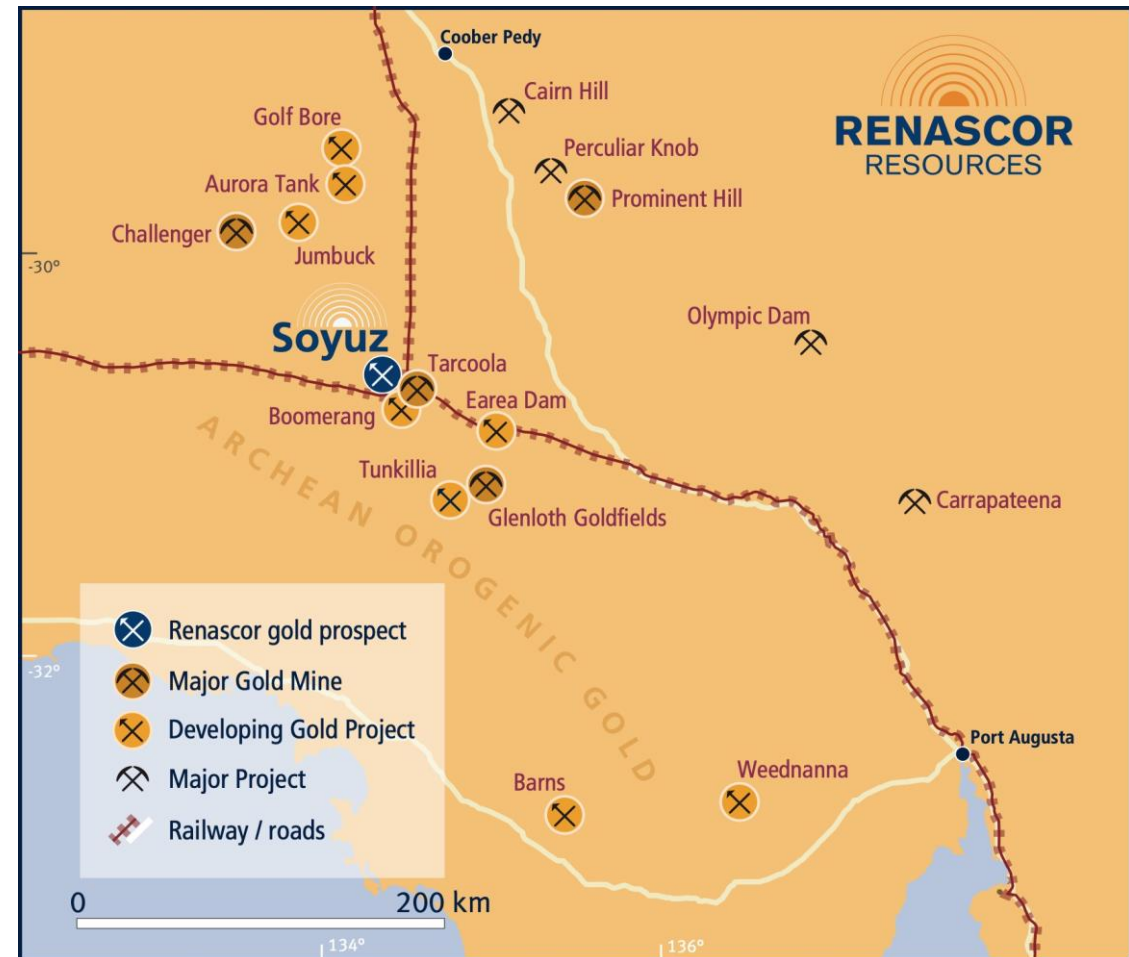 Coober Pedy
Cairn Hill
RENASCOR
RESOURCES
Golf Bore
Perculiar Knob
Aurora Tank
Prominent Hill
Challenger
Jumbuck
-30°
Olympic Dam
Soyuz
Tarcoola
Boomerang
Earea Dam
ARCHEAN OROGENIC GOLD
Tunkillia
Glenloth Goldfields
Carrapateena
Renascor gold prospect
-32°
Major Gold Mine
Developing Gold Project
Major Project
Railway / roads
Port Augusta
Barns
Weednanna
0 200 km
134° 136°